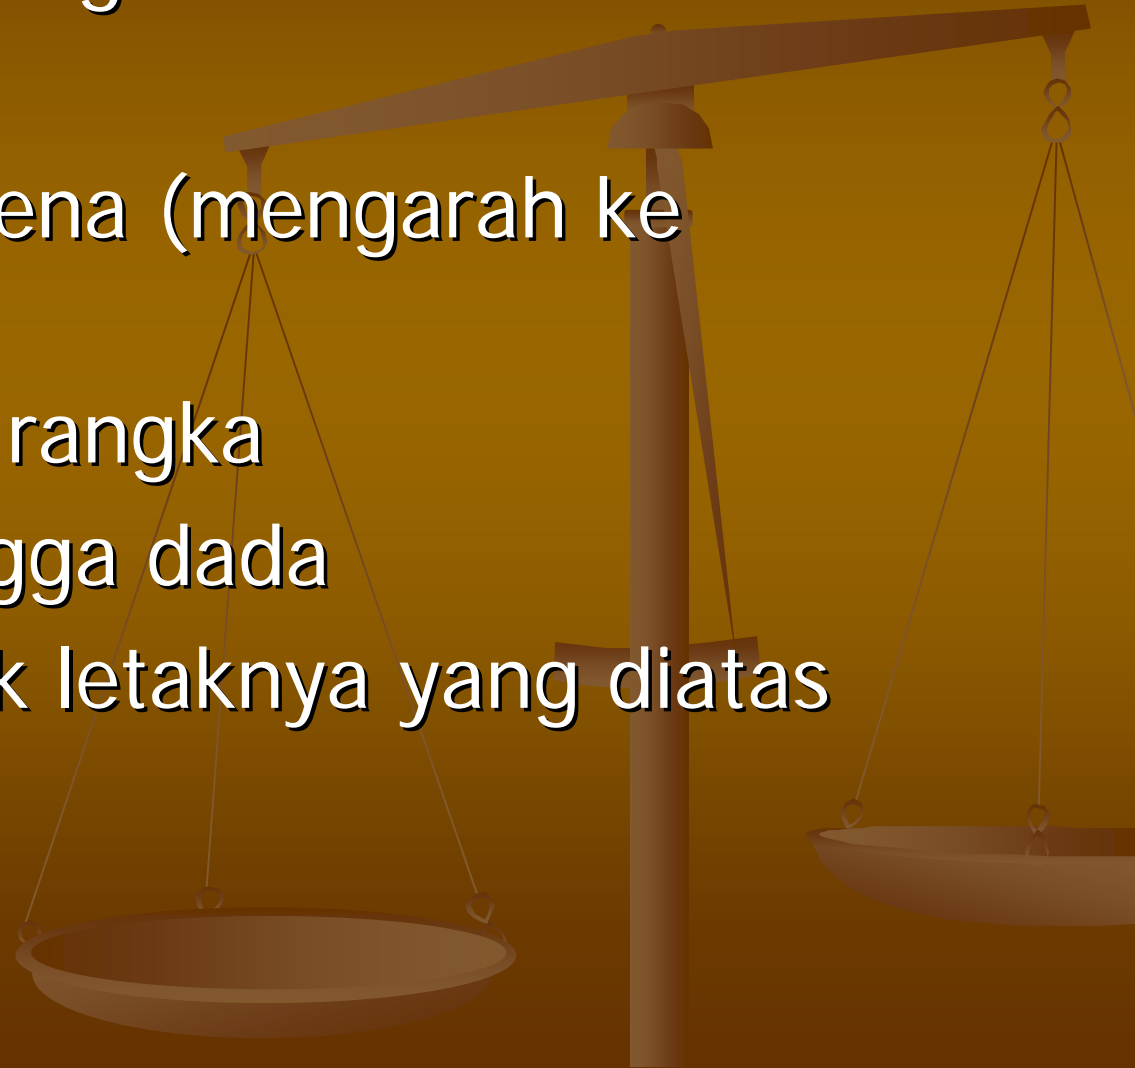 ena (mengarah ke
rangka
gga dada
k letaknya yang diatas